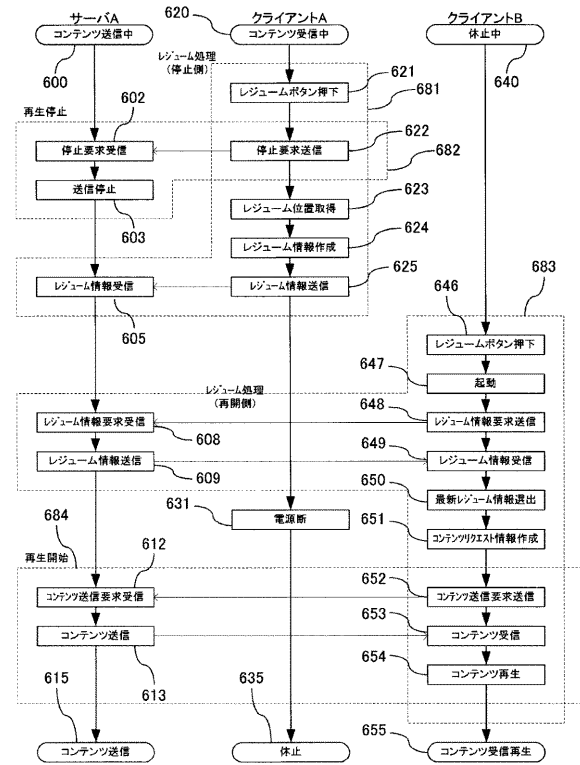 サーバA
クライアントA
クライアントB
コンテンツ送信中
620
コンテンツ受信中
休止中
600
レジューム処理
(停止側)
621
640
602
レジュームボタン押下
681
再生停止
622
停止要求受信
停止要求送信
682
送信停止
623
603
レジューム位置取得
624
レジューム情報作成
625
レジューム情報受信
レジューム情報送信
646
683
605
レジュームボタン押下
647
起動
レジューム処理
(再開側)
648
レジューム情報要求受信
608
レジューム情報要求送信
649
レジューム情報送信
レジューム情報受信
609
650
631
最新レジューム情報選出
684
電源断
651
コンテンツリクエスト情報作成
再生開始
612
652
コンテンツ送信要求受信
コンテンツ送信要求送信
653
コンテンツ送信
コンテンツ受信
654
613
コンテンツ再生
615
635
655
コンテンツ送信
休止
コンテンツ受信再生